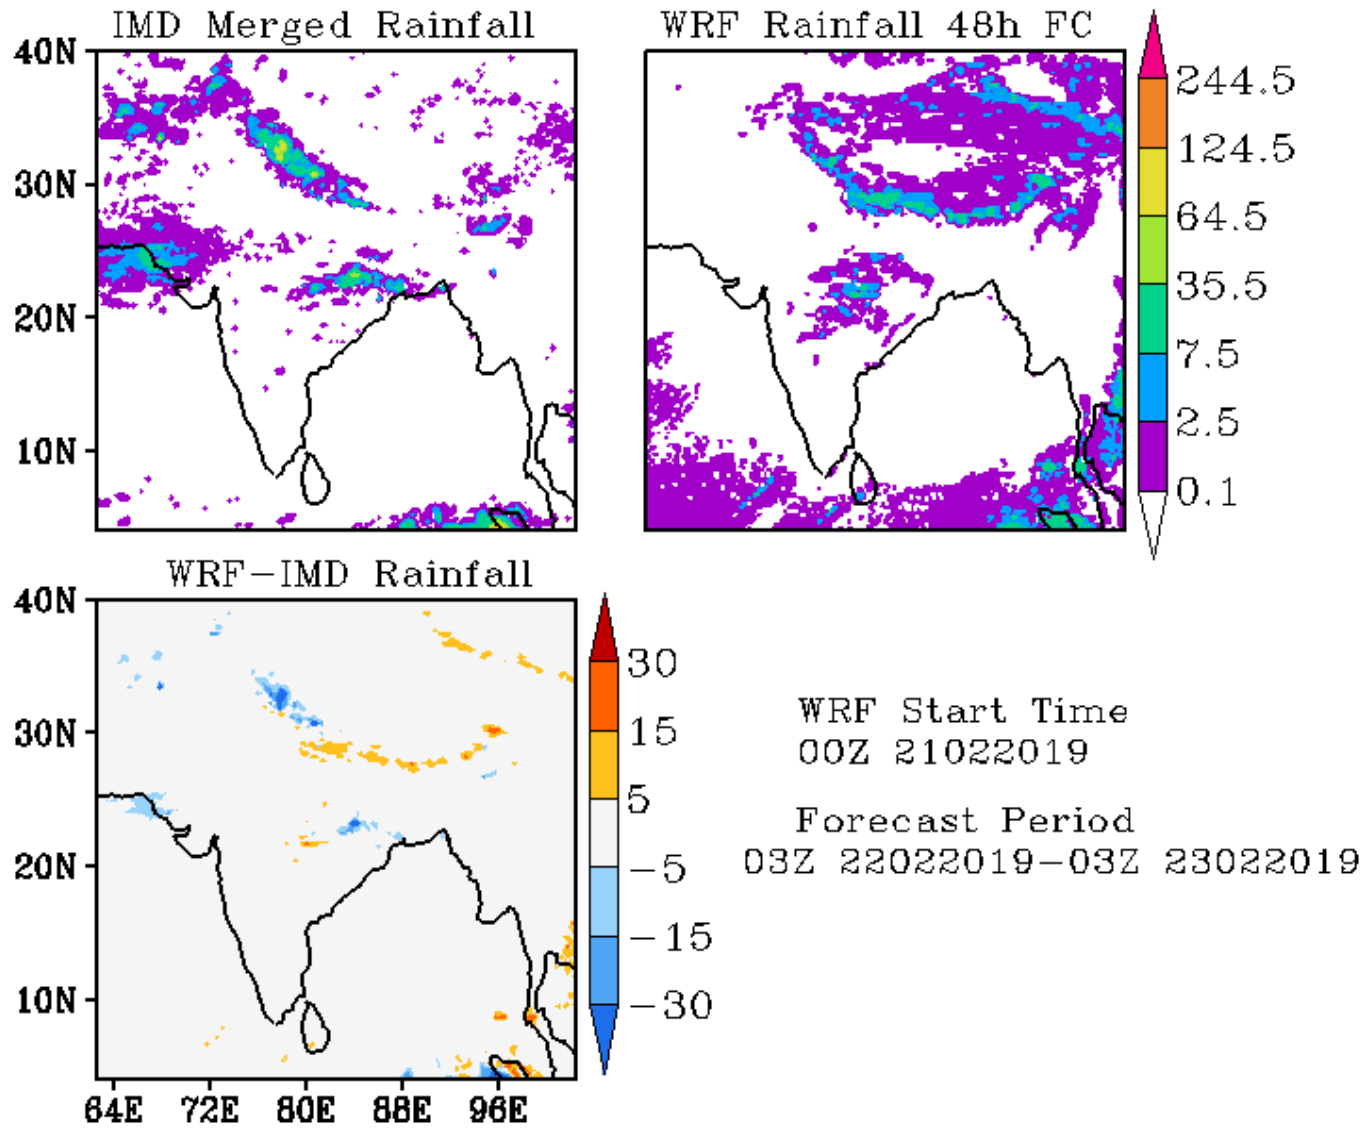 IMD Merged Rainfall
WRF Rainfall 48h FC
40N
30N
20N
10N
244.5
124.5
64.5
35.5
7.5
2.5
0.1
WRF-IMD Rainfall
40N
30N
20N
10N
64E 72E 80E 88E 96E
30
15
5
-5
-15
-30
WRF Start Time
00Z 21022019
Forecast Period
03Z 22022019-03Z 23022019